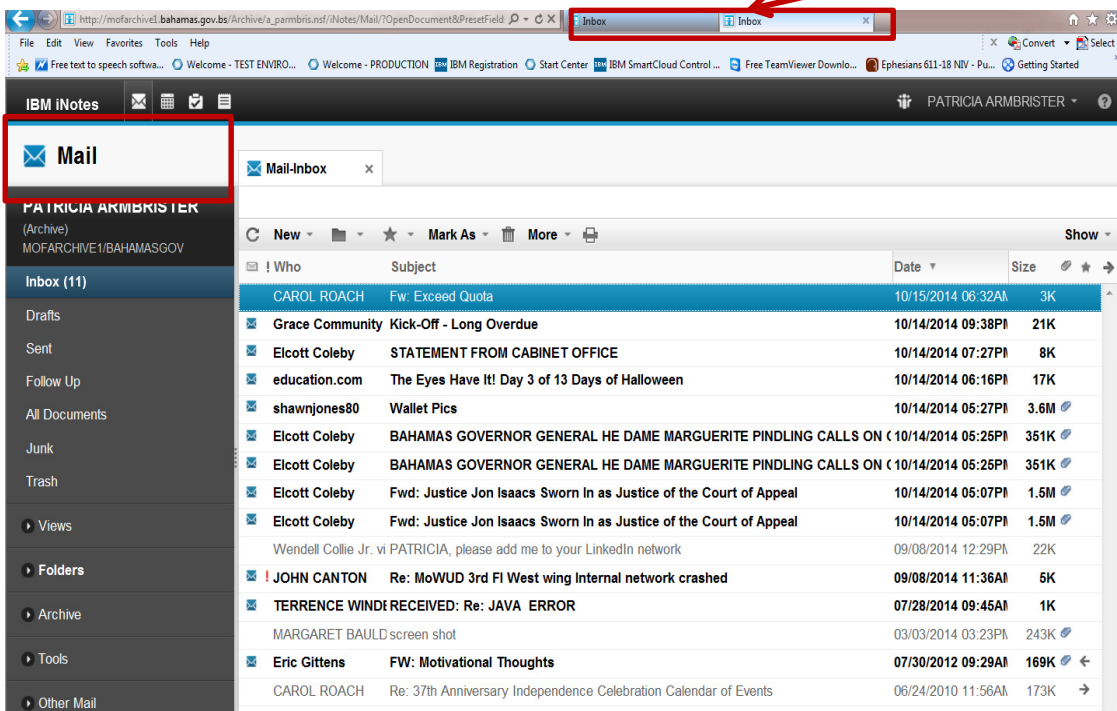 http://mofarchive1.bahamas.gov.bs/Archive/a_parmbris.nsf/iNotes/Mail/?OpenDocument&PresetField
Inbox
Inbox
File Edit View Favorites Tools Help
Convert
Select
Free text to speech softwa...
Welcome - TEST ENVIRO...
Welcome - PRODUCTION
IBM IBM Registration
Start Center
IBM IBM SmartCloud Control ...
Free TeamViewer Downlo...
Ephesians 611-18 NIV - Pu...
Getting Started
IBM iNotes
PATRICIA ARMBRISTER
Mail
Mail-Inbox
PATRICIA ARMBRISTER
(Archive)
MOFARCHIVE1/BAHAMASGOV
Inbox (11)
Drafts
Sent
Follow Up
All Documents
Junk
Trash
Views
Folders
Archive
Tools
Other Mail
New Mark As More Show
! Who Subject Date Size
CAROL ROACH Fw: Exceed Quota 10/15/2014 06:32AM 3K
Grace Community Kick-Off - Long Overdue 10/14/2014 09:38PM 21K
Elcott Coleby STATEMENT FROM CABINET OFFICE 10/14/2014 07:27PM 8K
education.com The Eyes Have It! Day 3 of 13 Days of Halloween 10/14/2014 06:16PM 17K
shawnjones80 Wallet Pics 10/14/2014 05:27PM 3.6M
Elcott Coleby BAHAMAS GOVERNOR GENERAL HE DAME MARGUERITE PINDLING CALLS ON 10/14/2014 05:25PM 351K
Elcott Coleby BAHAMAS GOVERNOR GENERAL HE DAME MARGUERITE PINDLING CALLS ON 10/14/2014 05:25PM 351K
Elcott Coleby Fwd: Justice Jon Isaacs Sworn In as Justice of the Court of Appeal 10/14/2014 05:07PM 1.5M
Elcott Coleby Fwd: Justice Jon Isaacs Sworn In as Justice of the Court of Appeal 10/14/2014 05:07PM 1.5M
Wendell Collie Jr. vi PATRICIA, please add me to your LinkedIn network 09/08/2014 12:29PM 22K
! JOHN CANTON Re: MoWUD 3rd Fl West wing Internal network crashed 09/08/2014 11:36AM 5K
TERRENCE WINDE RECEIVED: Re: JAVA ERROR 07/28/2014 09:45AM 1K
MARGARET BAULD screen shot 03/03/2014 03:23PM 243K
Eric Gittens FW: Motivational Thoughts 07/30/2012 09:29AM 169K
CAROL ROACH Re: 37th Anniversary Independence Celebration Calendar of Events 06/24/2010 11:56AM 173K